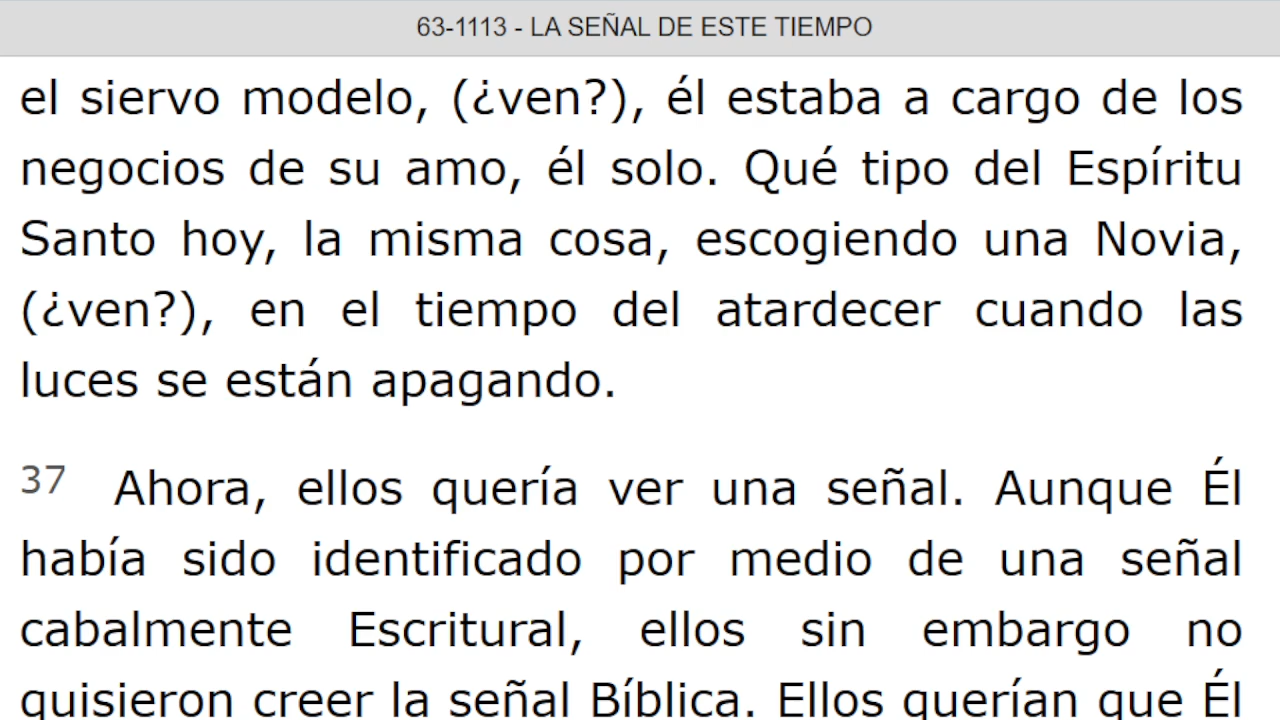 63-1113 - LA SEÑAL DE ESTE TIEMPO
el siervo modelo, (¿ven?), él estaba a cargo de los
negocios de su amo, él solo. Qué tipo del Espíritu
Santo hoy, la misma cosa, escogiendo una Novia,
(¿ven?), en el tiempo del atardecer cuando las
luces se están apagando.
37 Ahora, ellos quería ver una señal. Aunque Él
había sido identificado por medio de una señal
cabalmente Escritural, ellos sin embargo no
quisieron creer la señal Bíblica. Ellos querían que Él